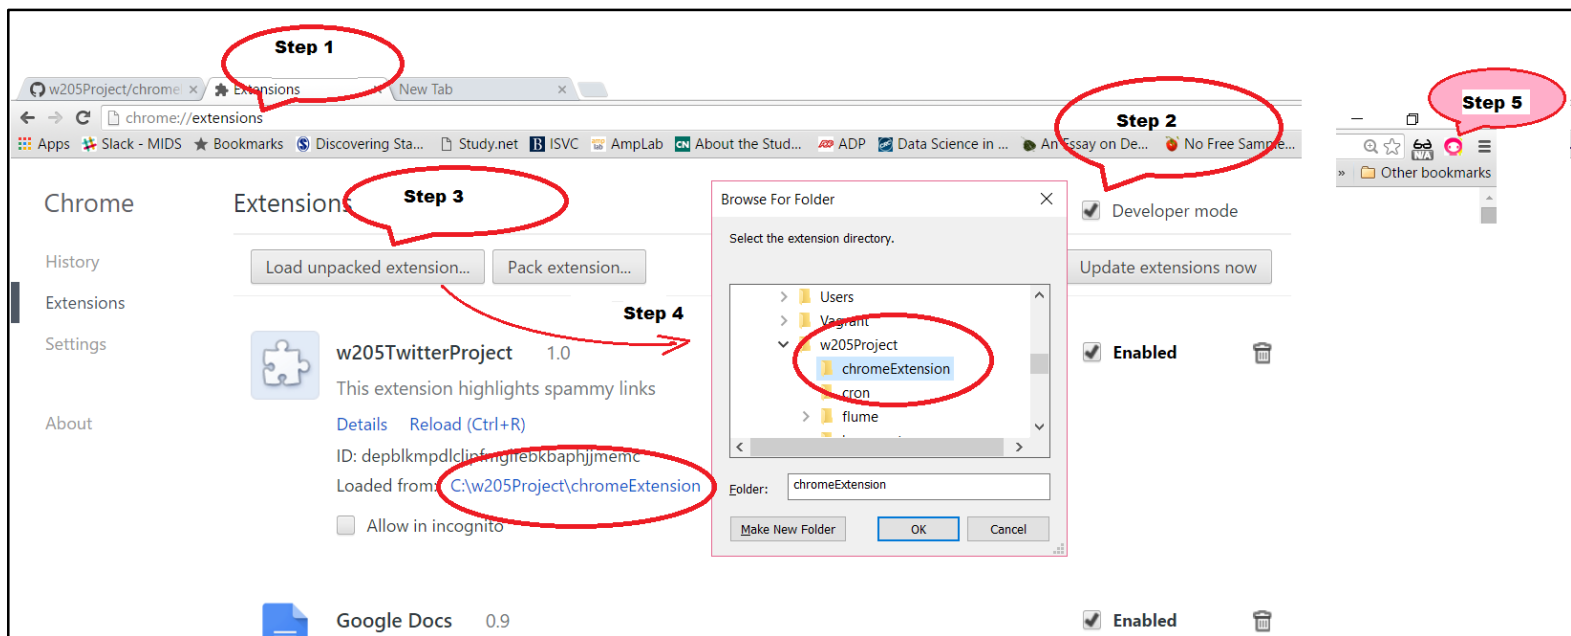 Step 1
w205Project/chrome
Extensions
New Tab
chrome://extensions
Step 2
Step 5
Apps
Slack - MIDS
Bookmarks
Discovering Sta...
Study.net
ISVC
AmpLab
About the Stud...
ADP
Data Science in ...
An Essay on De...
No Free Sample...
N/A
Other bookmarks
Chrome
Extensions
Step 3
Developer mode
History
Extensions
Settings
About
Load unpacked extension...
Pack extension...
Update extensions now
Step 4
w205TwitterProject 1.0
This extension highlights spammy links
Details Reload (Ctrl+R)
Loaded from: C:\w205Project\chromeExtension
Allow in incognito
Enabled
Browse For Folder
Select the extension directory.
Users
Vagrant
w205Project
chromeExtension
cron
flume
Folder: chromeExtension
Make New Folder
OK
Cancel
Google Docs 0.9
Enabled